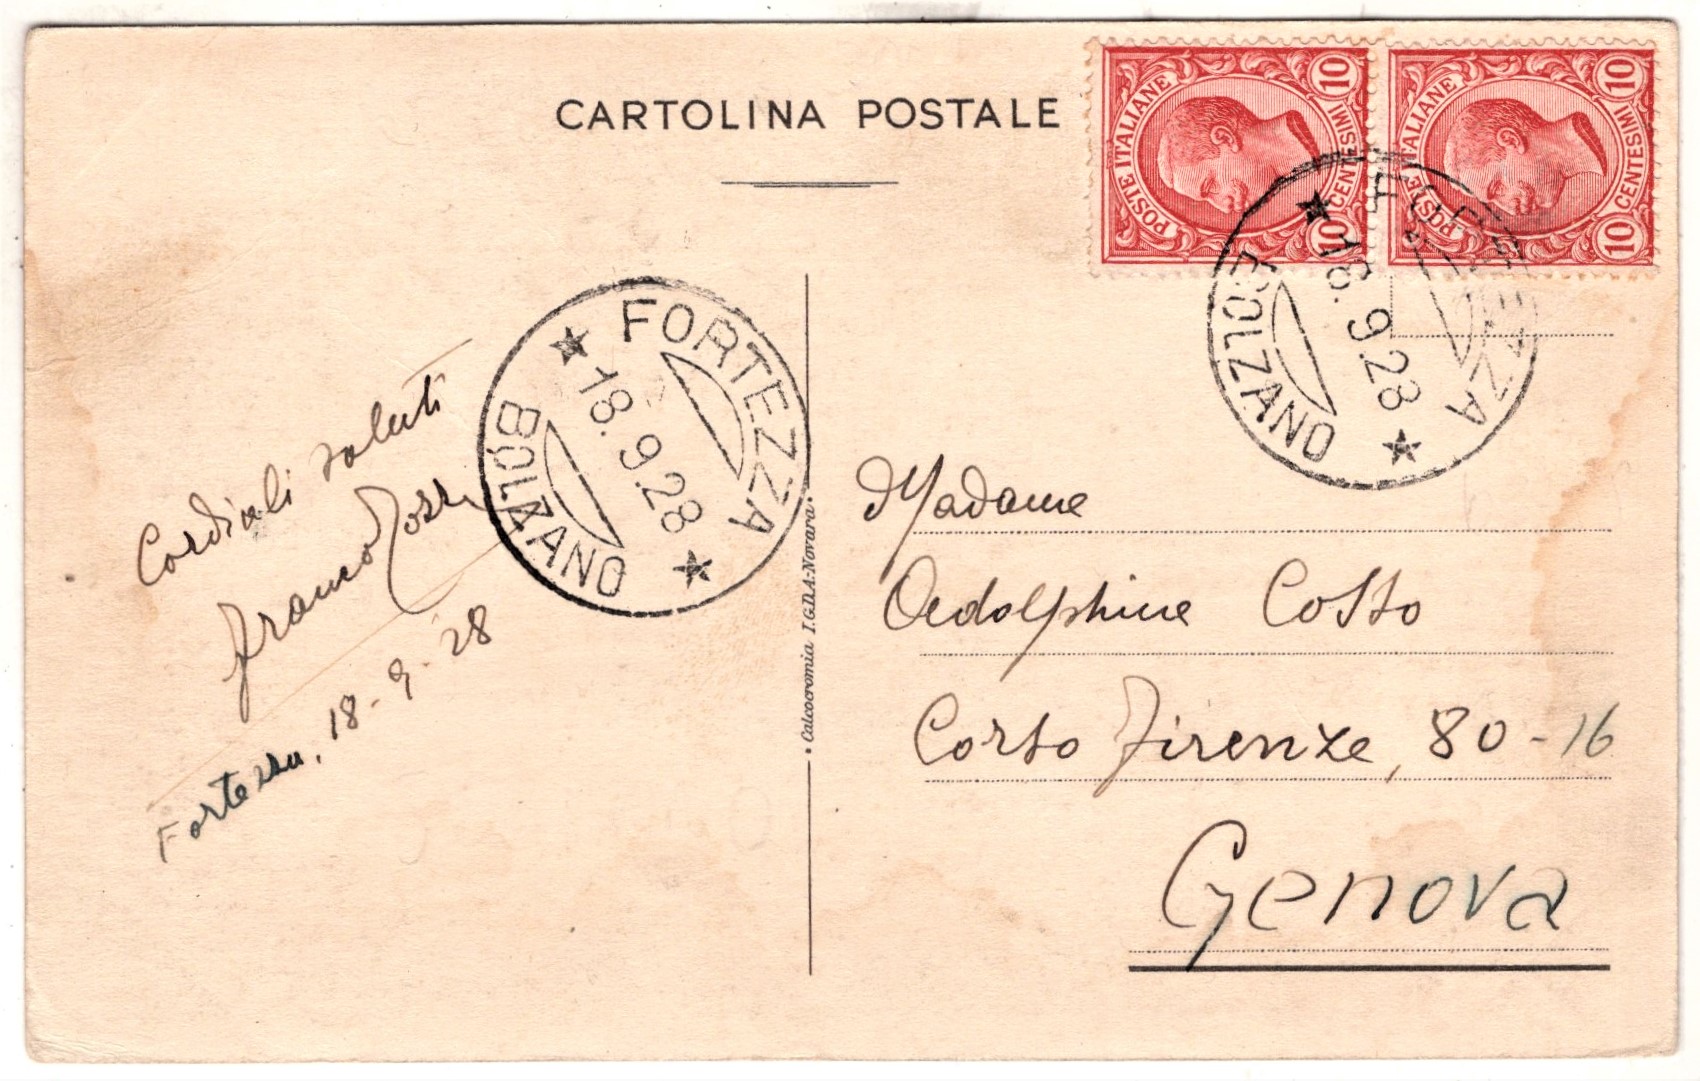 CARTOLINA POSTALE
POSTE ITALIANE
10 CENTESIMI 10
POSTE ITALIANE
10 CENTESIMI 10
FORTEZZA
18.9.28
BOLZANO
FORTEZZA
18.9.28
BOLZANO
Cordiali saluti
Franco Rossi
Fortezza, 18-9-28
• Calcocromia I.G.D.A.-Novara •
Madame
Adolphine Costo
Corso Firenze, 80-16
Genova